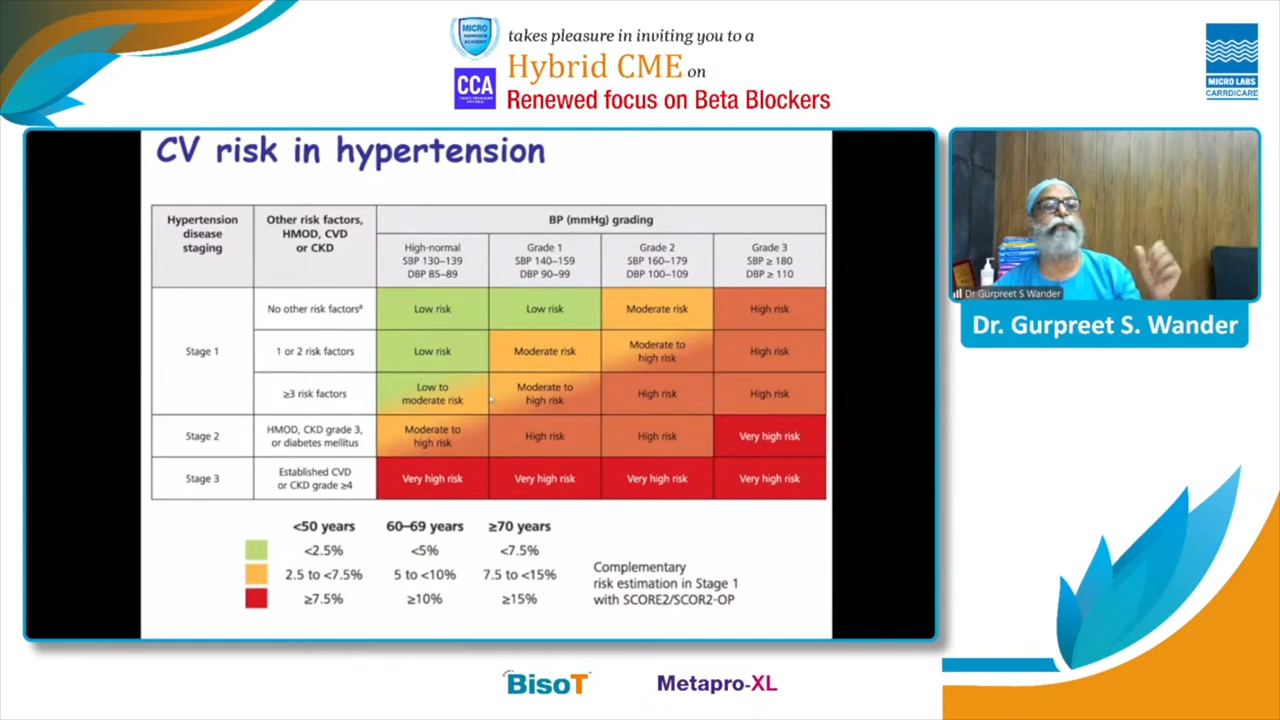 MICRO
KNOWLEDGE
ACADEMY
takes pleasure in inviting you to a
Hybrid CME on
CCA
Renewed focus on Beta Blockers
MICRO LABS
CARRDICARE
CV risk in hypertension
Hypertension
disease
staging
Other risk factors,
HMOD, CVD
or CKD
BP (mmHg) grading
High-normal
SBP 130–139
DBP 85–89
Grade 1
SBP 140–159
DBP 90–99
Grade 2
SBP 160–179
DBP 100–109
Grade 3
SBP ≥ 180
DBP ≥ 110
Stage 1
No other risk factorsª
Low risk
Low risk
Moderate risk
High risk
1 or 2 risk factors
Low risk
Moderate risk
Moderate to
high risk
High risk
≥3 risk factors
Low to
moderate risk
Moderate to
high risk
High risk
High risk
Stage 2
HMOD, CKD grade 3,
or diabetes mellitus
Moderate to
high risk
High risk
High risk
Very high risk
Stage 3
Established CVD
or CKD grade ≥4
Very high risk
Very high risk
Very high risk
Very high risk
<50 years 60–69 years ≥70 years
<2.5% <5% <7.5%
2.5 to <7.5% 5 to <10% 7.5 to <15%
≥7.5% ≥10% ≥15%
Complementary
risk estimation in Stage 1
with SCORE2/SCOR2-OP
Dr Gurpreet S Wander
Dr. Gurpreet S. Wander
BisoT
Metapro-XL